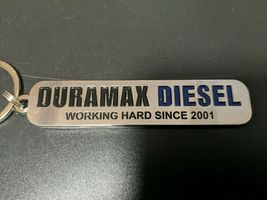 DURAMAX DIESEL
WORKING HARD SINCE 2001